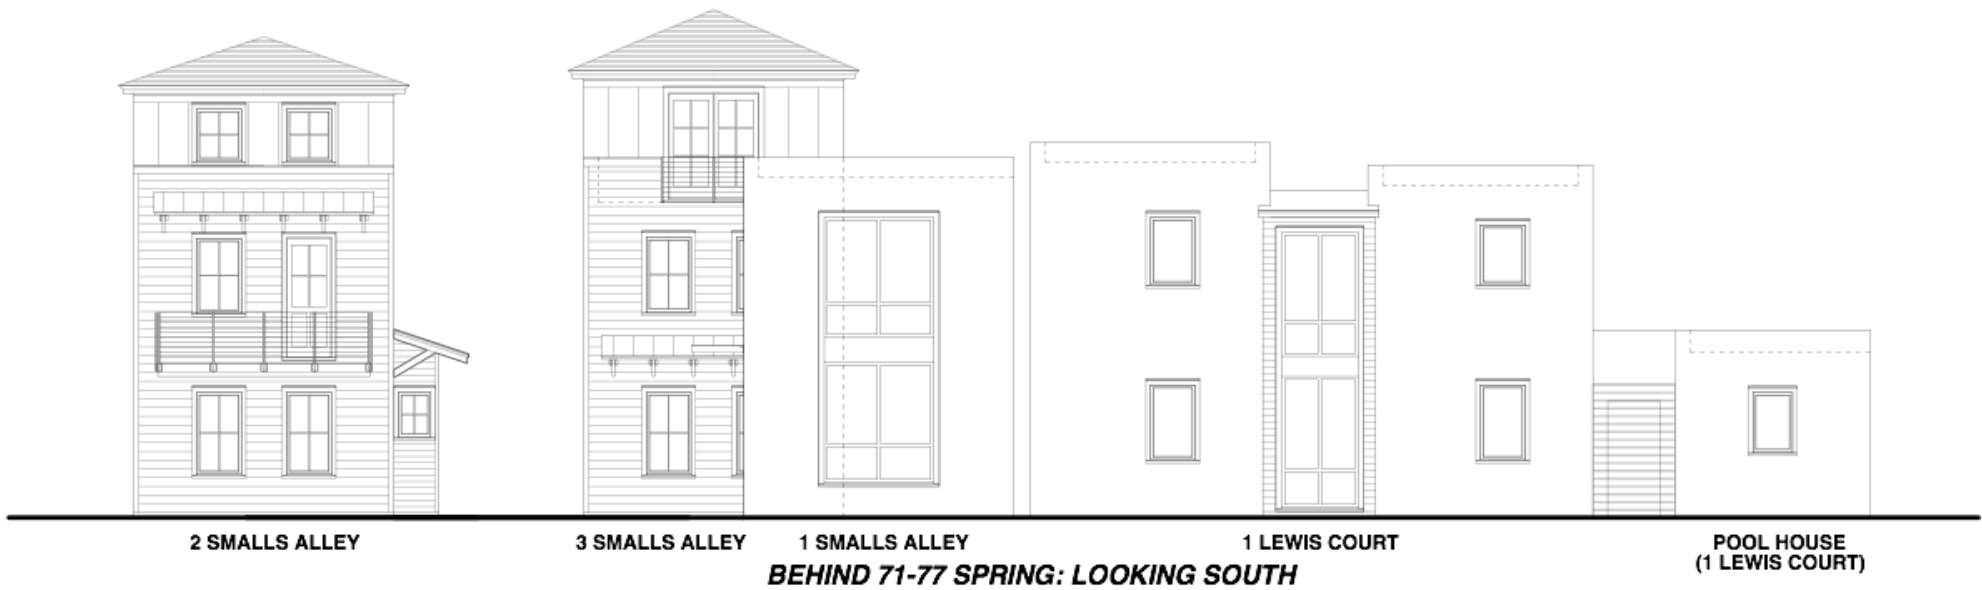 2 SMALLS ALLEY
3 SMALLS ALLEY
1 SMALLS ALLEY
1 LEWIS COURT
POOL HOUSE
(1 LEWIS COURT)
BEHIND 71-77 SPRING: LOOKING SOUTH